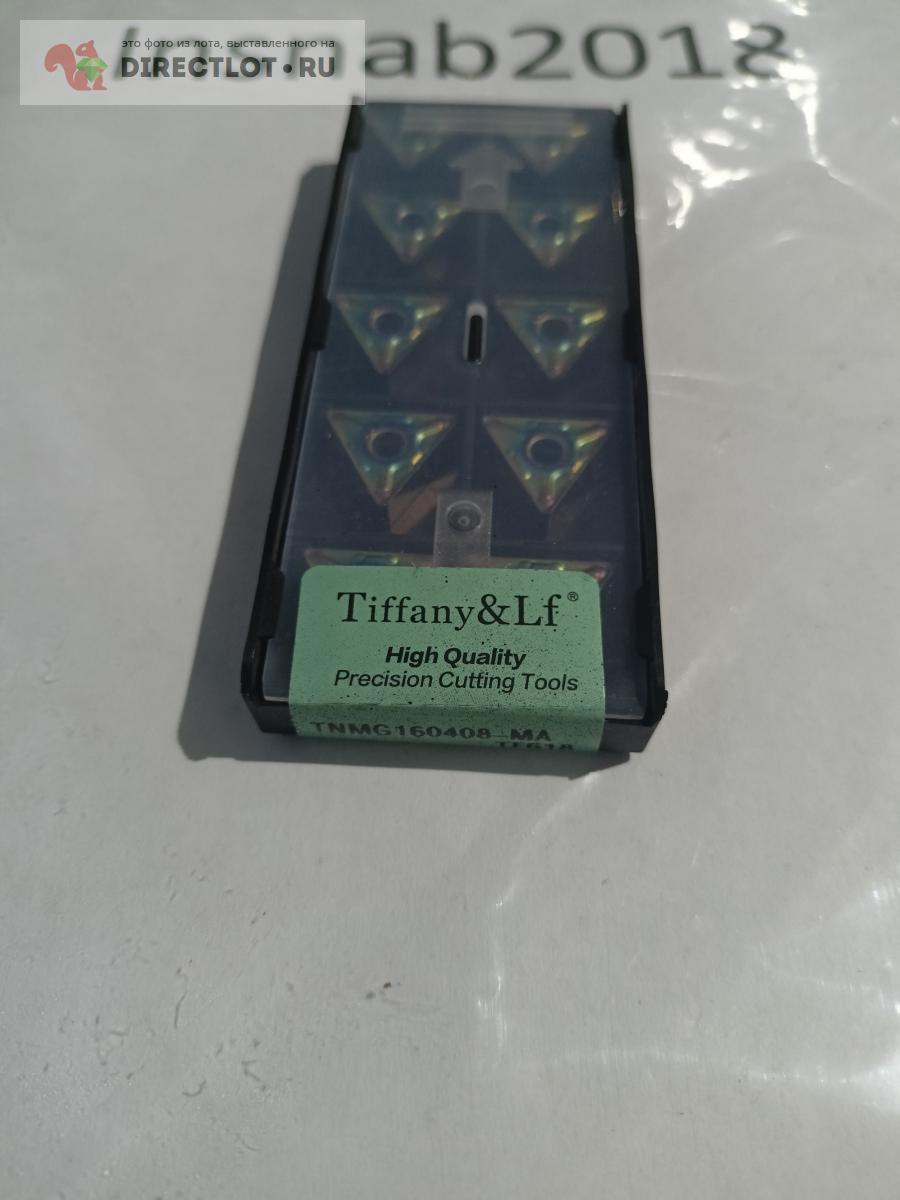 это фото из лота, выставленного на
DIRECTLOT•RU
Tiffany&Lf®
High Quality
Precision Cutting Tools
TNMG160408-MA